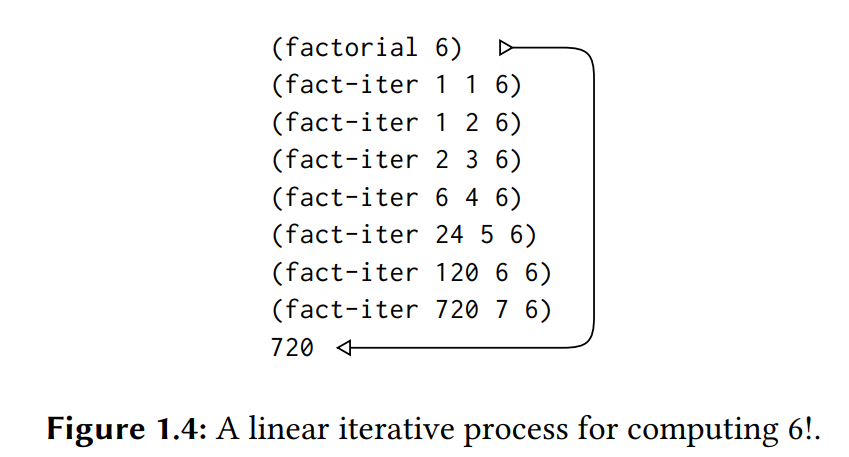 (factorial 6)
(fact-iter 1 1 6)
(fact-iter 1 2 6)
(fact-iter 2 3 6)
(fact-iter 6 4 6)
(fact-iter 24 5 6)
(fact-iter 120 6 6)
(fact-iter 720 7 6)
720
Figure 1.4: A linear iterative process for computing 6!.